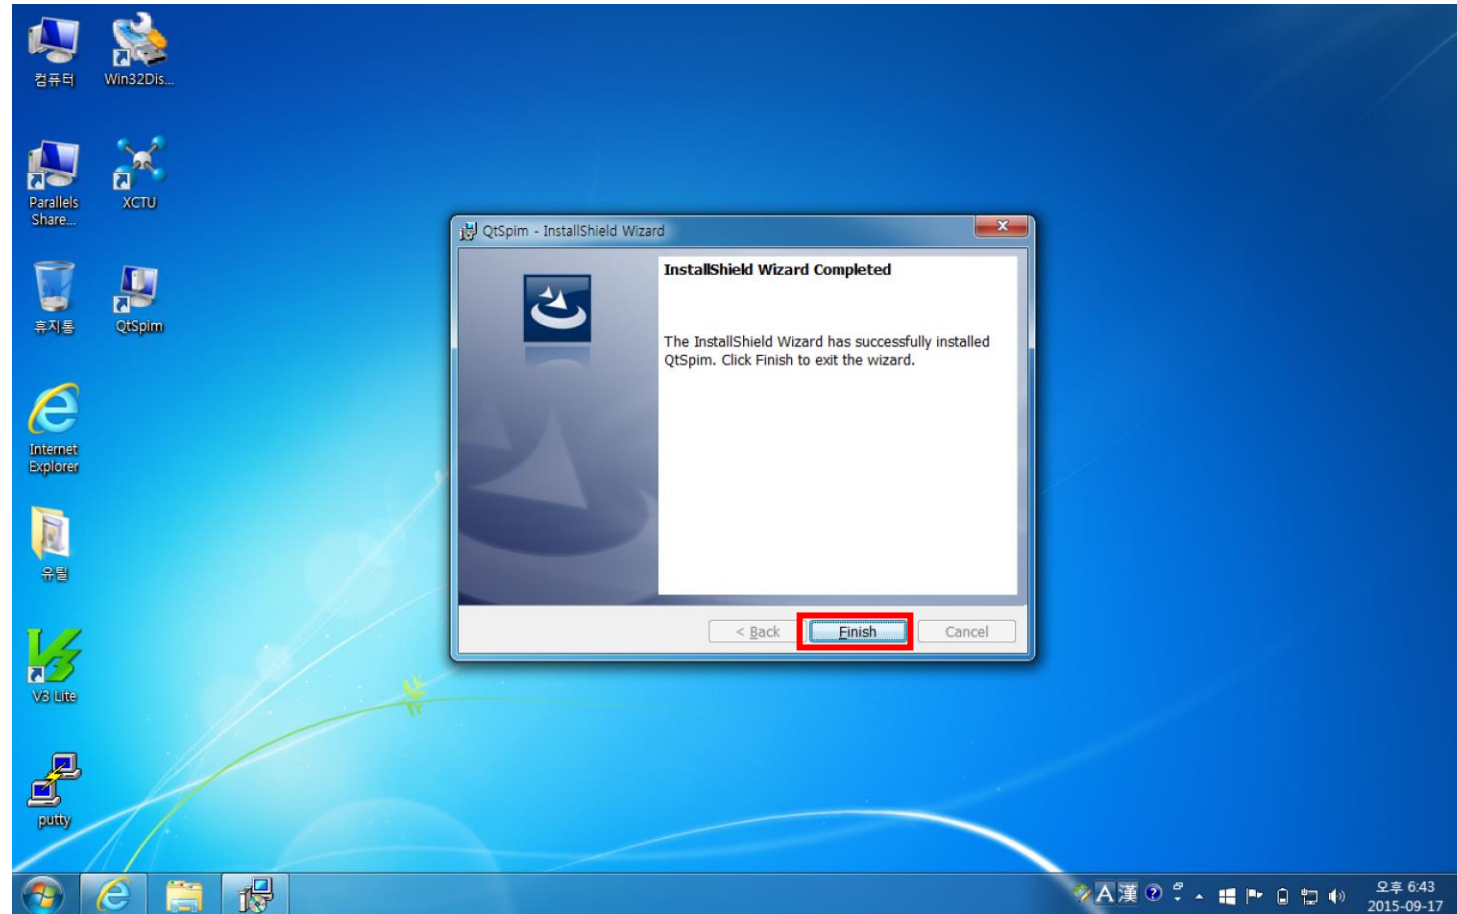 컴퓨터
Win32Dis...
Parallels
Share...
XCTU
휴지통
QtSpim
Internet
Explorer
유틸
V3 Lite
putty
QtSpim - InstallShield Wizard
InstallShield Wizard Completed
The InstallShield Wizard has successfully installed
QtSpim. Click Finish to exit the wizard.
< Back
Finish
Cancel
A 漢
오후 6:43
2015-09-17